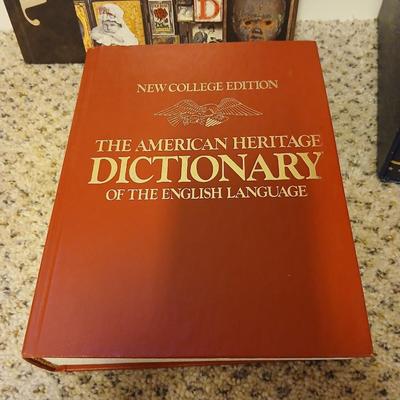 D
NEW COLLEGE EDITION
THE AMERICAN HERITAGE
DICTIONARY
OF THE ENGLISH LANGUAGE